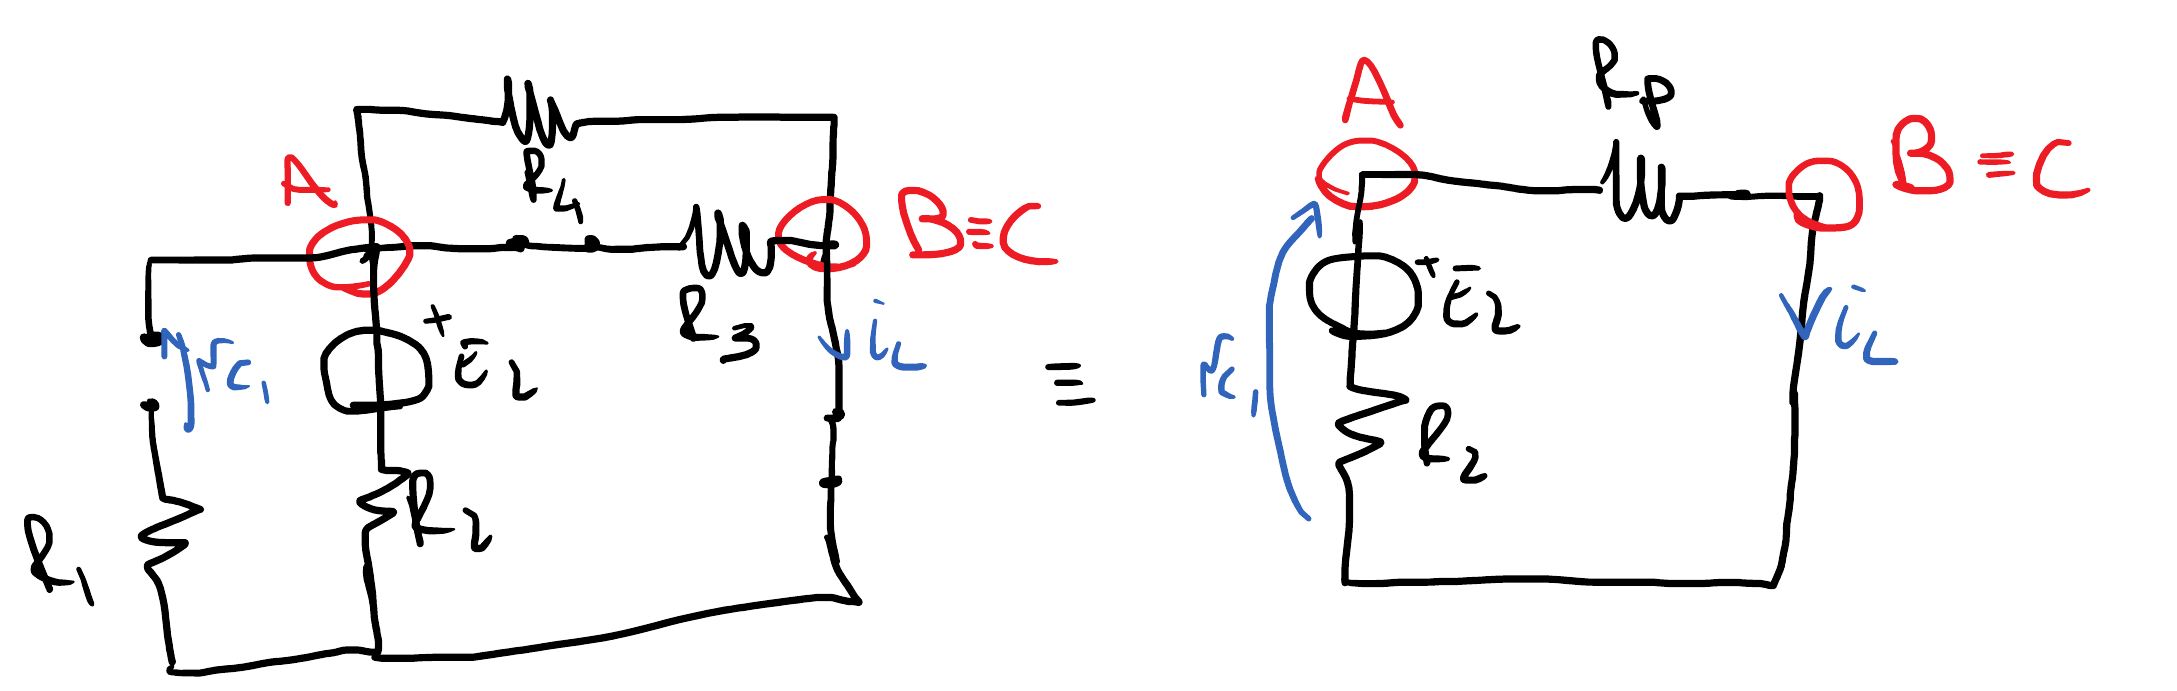 A
R4
B≡C
R3
+
E2
iL
vc1
R2
R1
≡
A
Rp
B≡C
+
E2
iL
vc1
R2